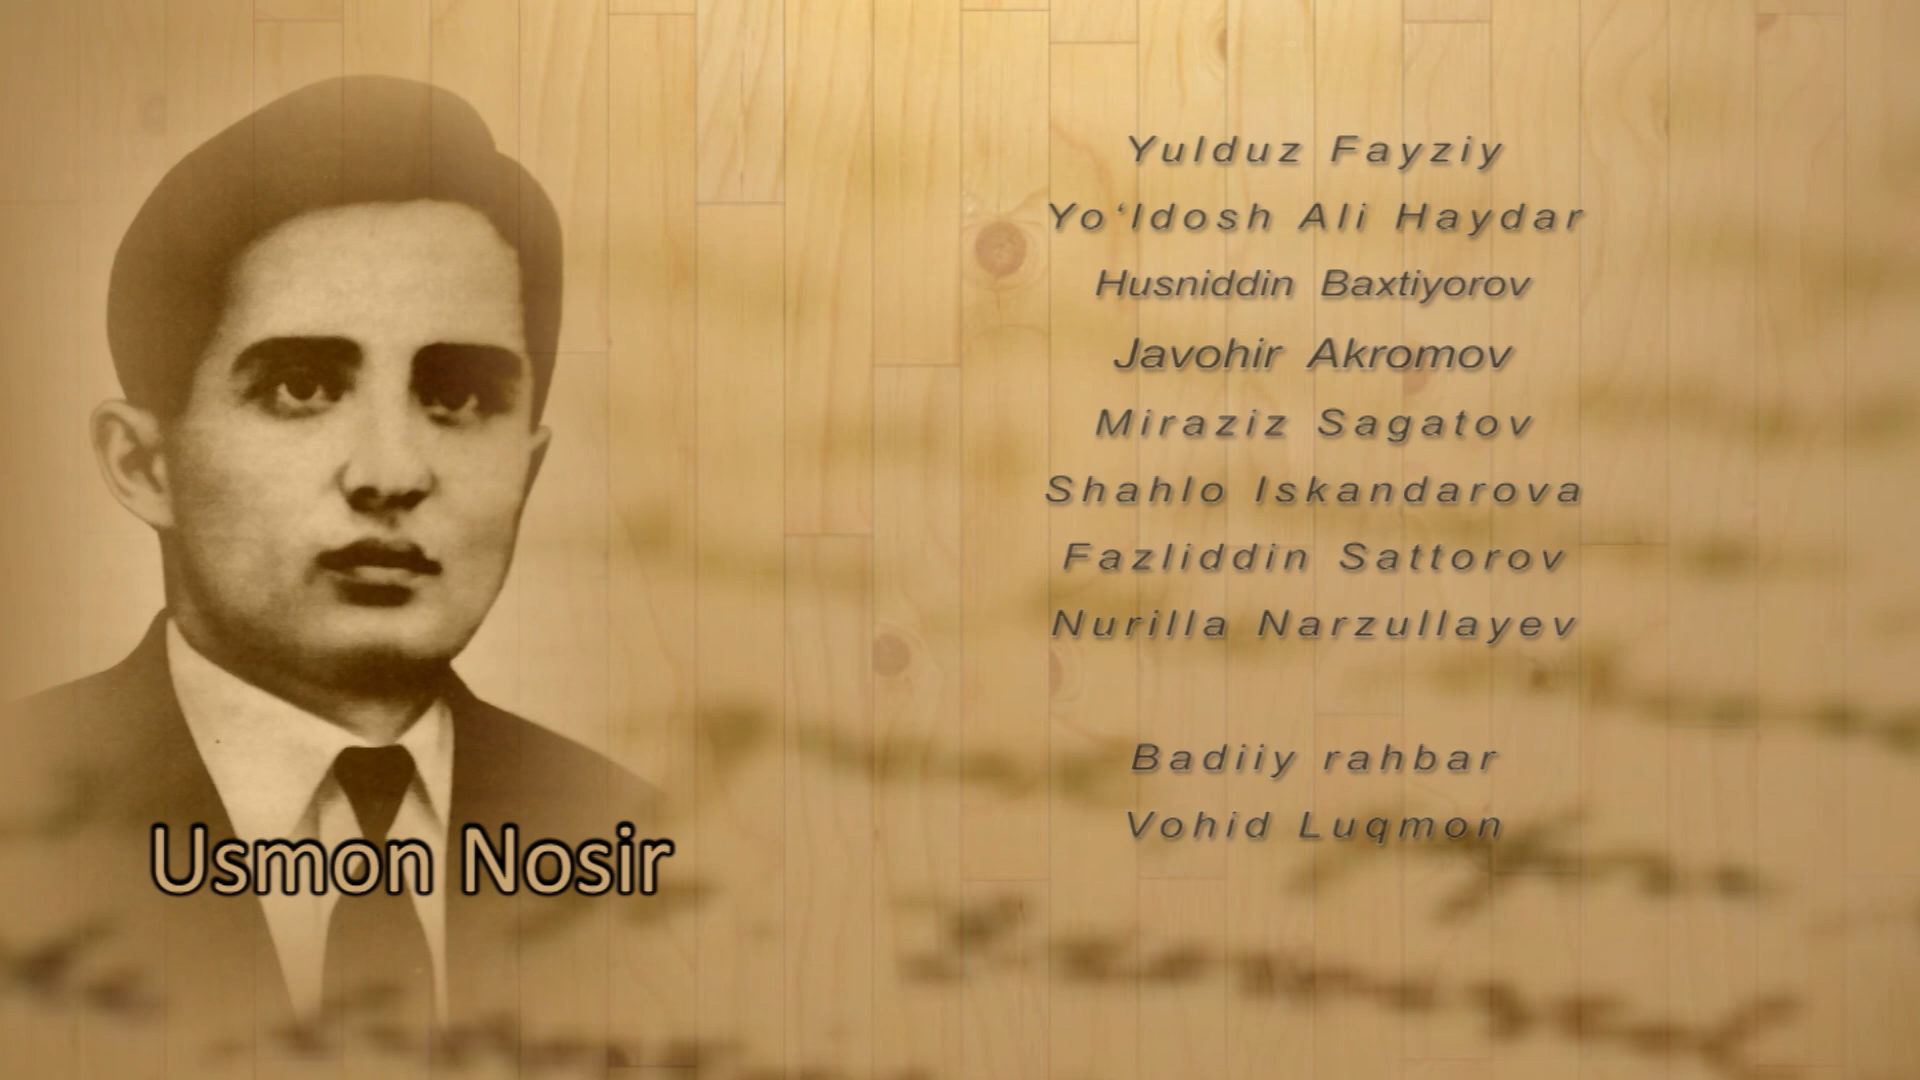 Yulduz Fayziy
Yo‘ldosh Ali Haydar
Husniddin Baxtiyorov
Javohir Akromov
Miraziz Sagatov
Shahlo Iskandarova
Fazliddin Sattorov
Nurilla Narzullayev
Badiiy rahbar
Vohid Luqmon
Usmon Nosir